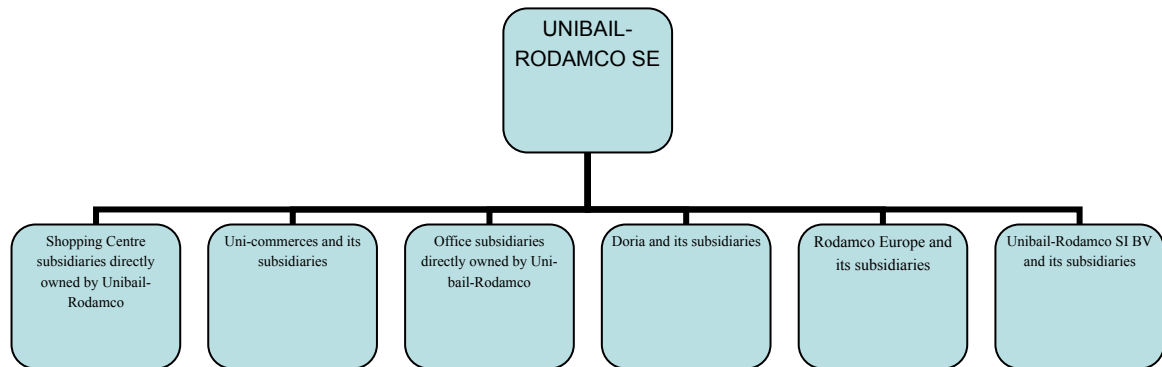 UNIBAIL-
RODAMCO SE
Shopping Centre
subsidiaries directly
owned by Unibail-
Rodamco
Uni-commerces and its
subsidiaries
Office subsidiaries
directly owned by Uni-
bail-Rodamco
Doria and its subsidiaries
Rodamco Europe and
its subsidiaries
Unibail-Rodamco SI BV
and its subsidiaries